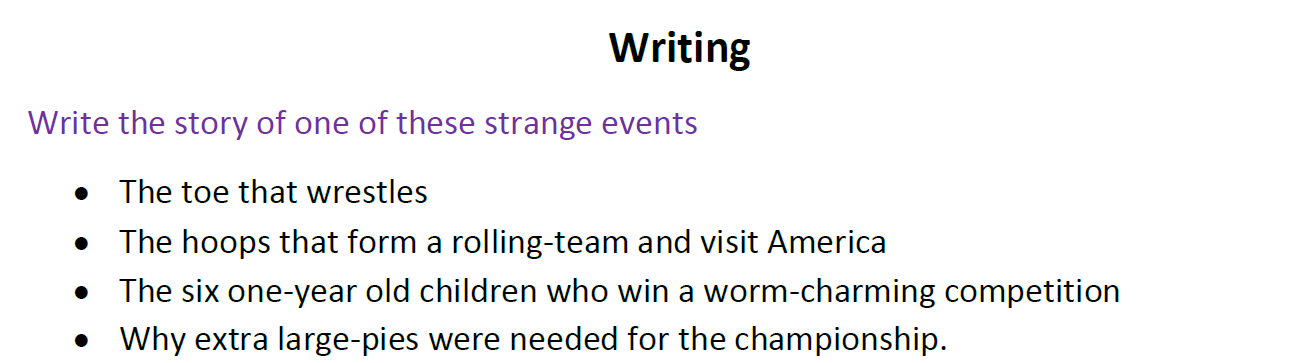 Writing
Write the story of one of these strange events
• The toe that wrestles
• The hoops that form a rolling-team and visit America
• The six one-year old children who win a worm-charming competition
• Why extra large-pies were needed for the championship.